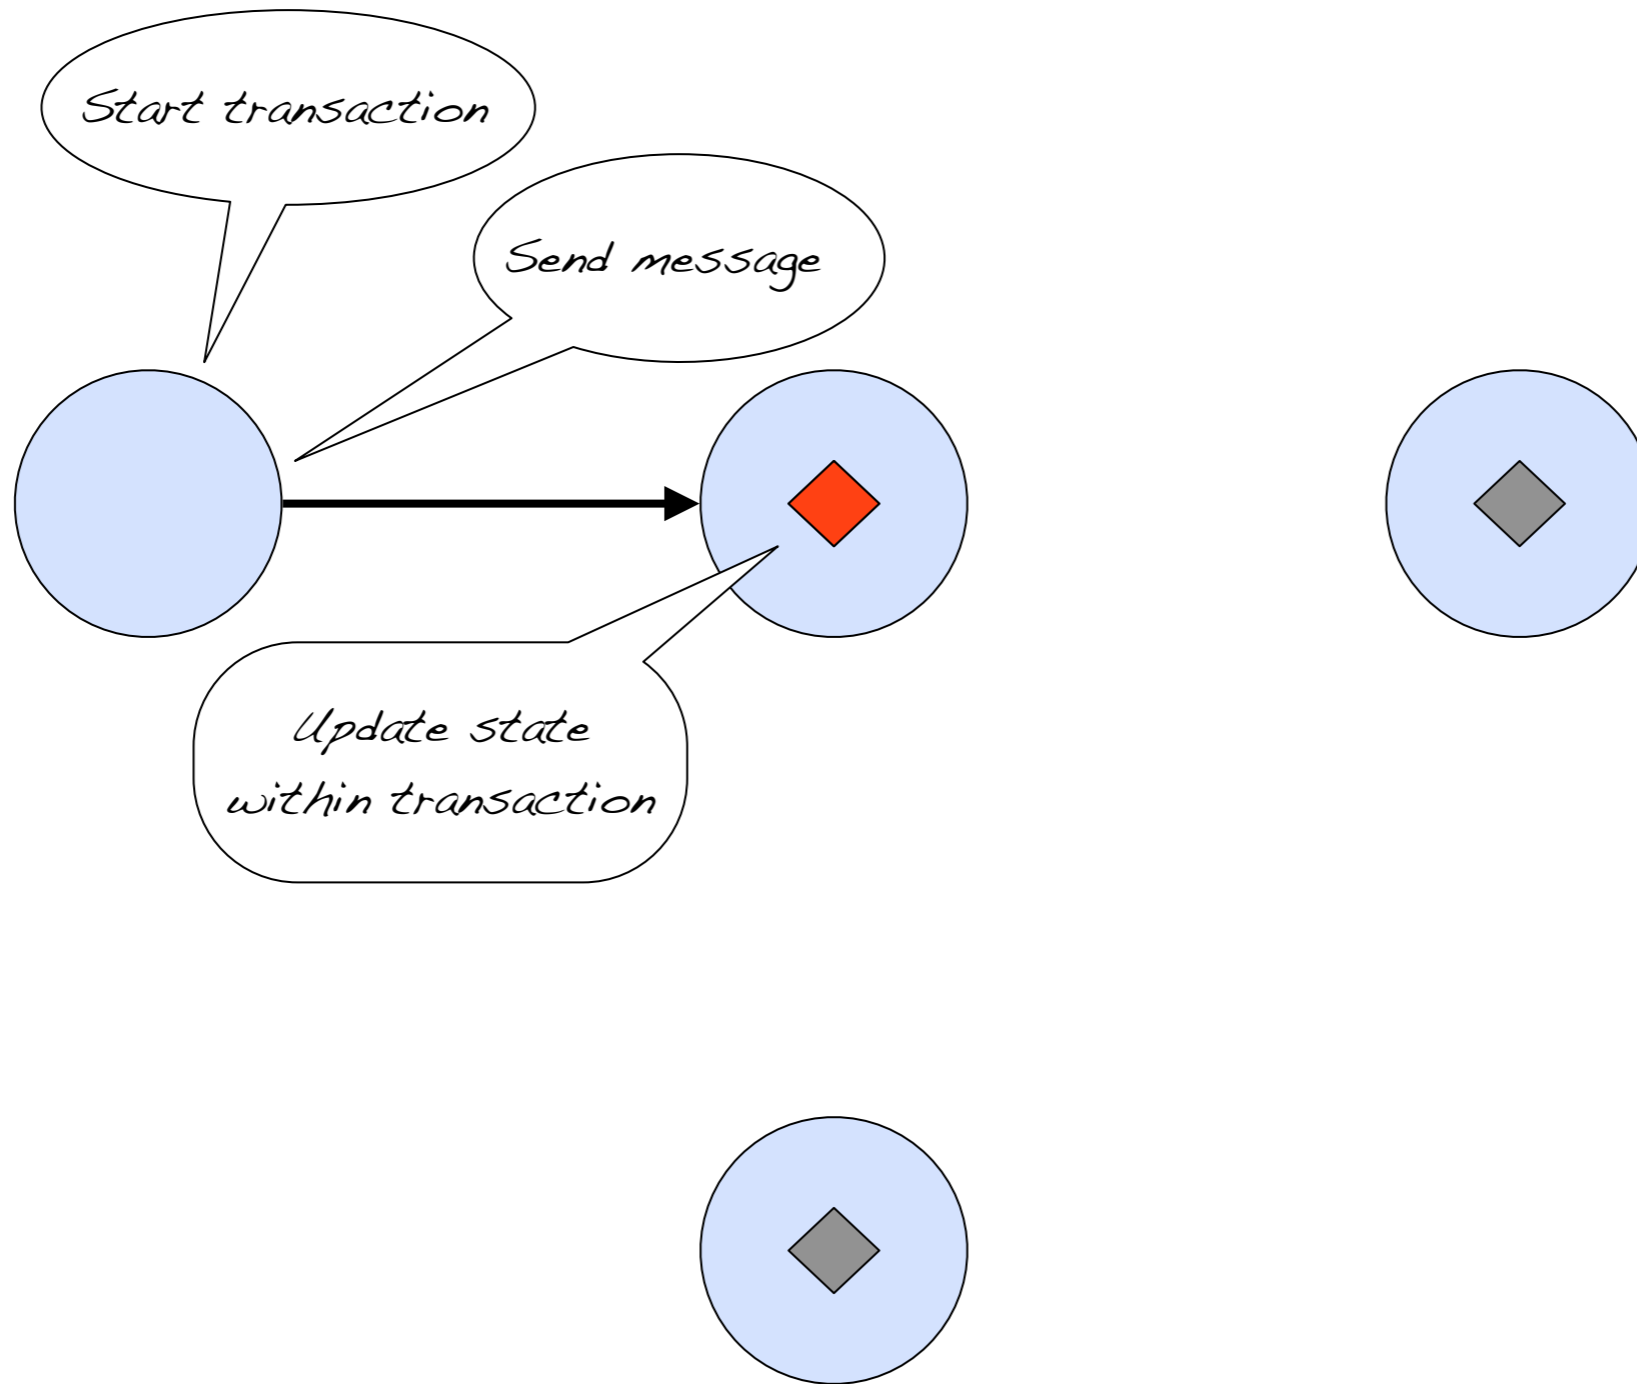 Start transaction
Send message
Update state
within transaction